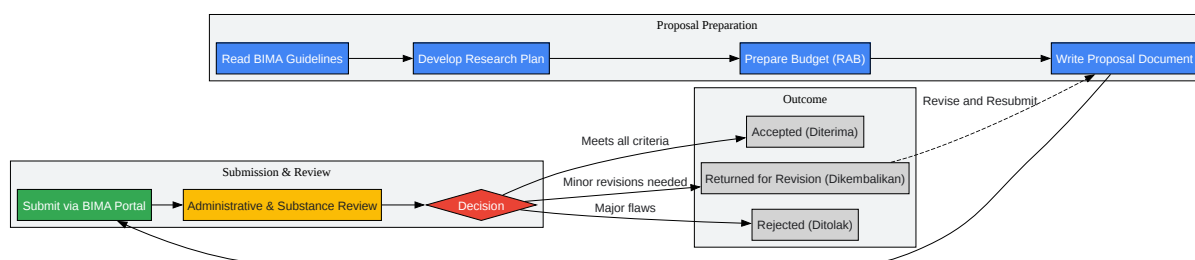 Proposal Preparation
Read BIMA Guidelines
Develop Research Plan
Prepare Budget (RAB)
Write Proposal Document
Revise and Resubmit
Outcome
Accepted (Diterima)
Meets all criteria
Submission & Review
Returned for Revision (Dikembalikan)
Minor revisions needed
Submit via BIMA Portal
Administrative & Substance Review
Decision
Major flaws
Rejected (Ditolak)